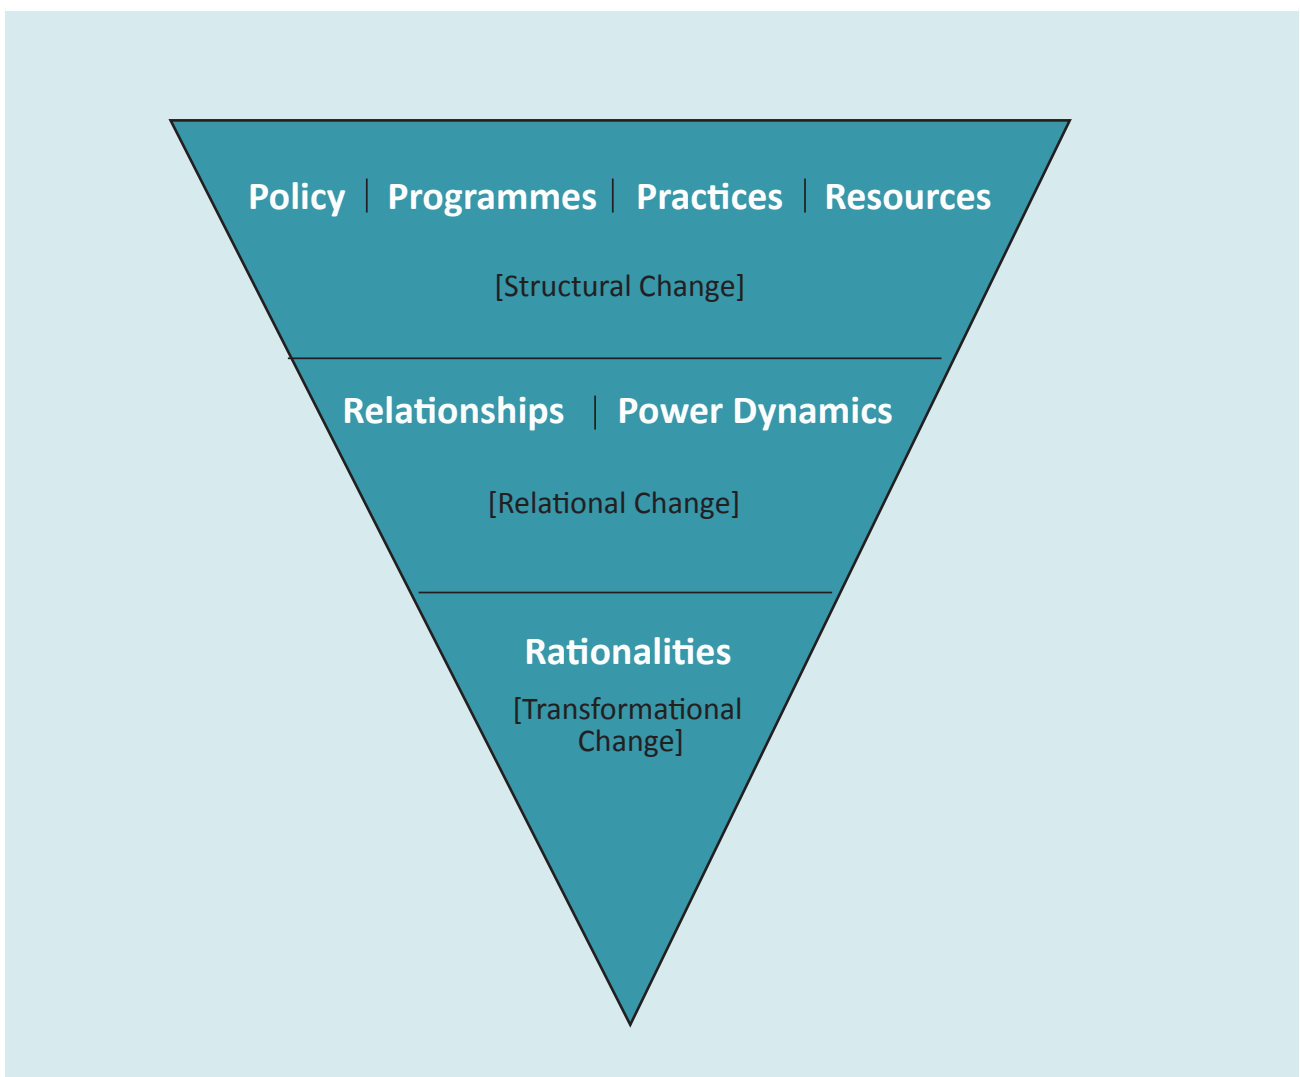 Policy | Programmes | Practices | Resources
[Structural Change]
Relationships | Power Dynamics
[Relational Change]
Rationalities
[Transformational
Change]